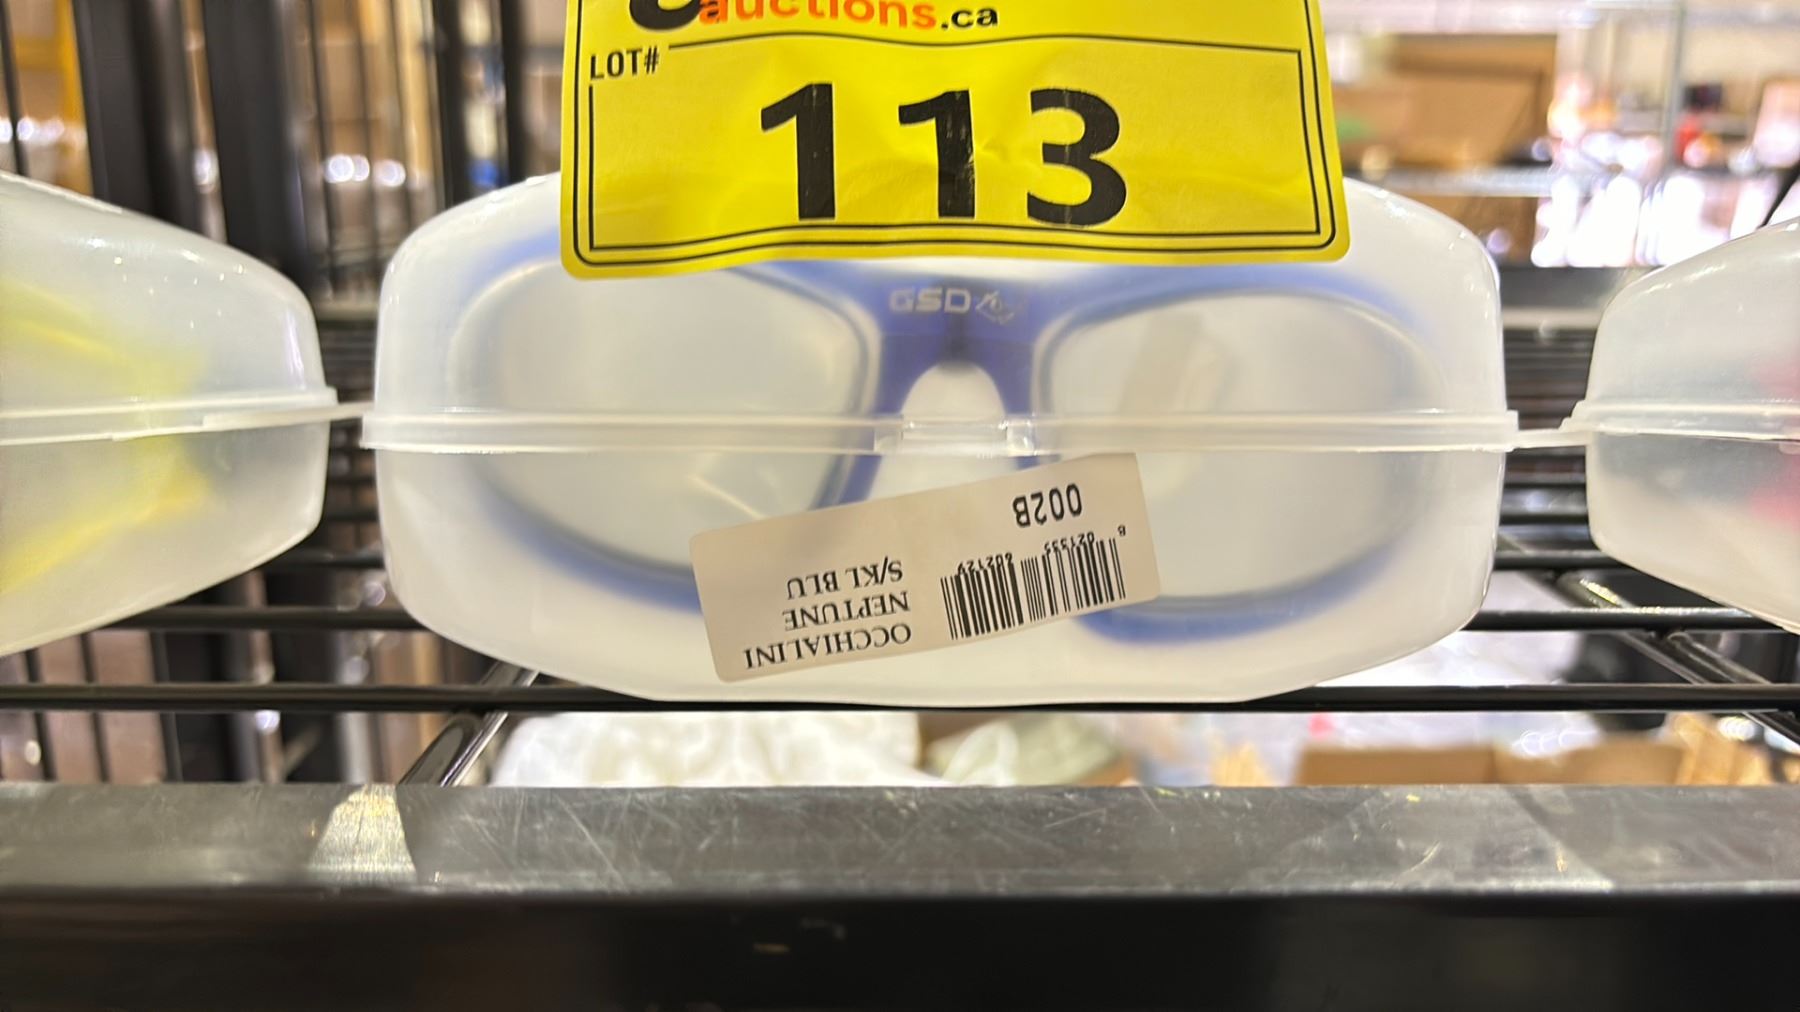 auctions.ca
LOT#
113
GSD
OCCHIALINI
NEPTUNE
S/KL BLU
002B